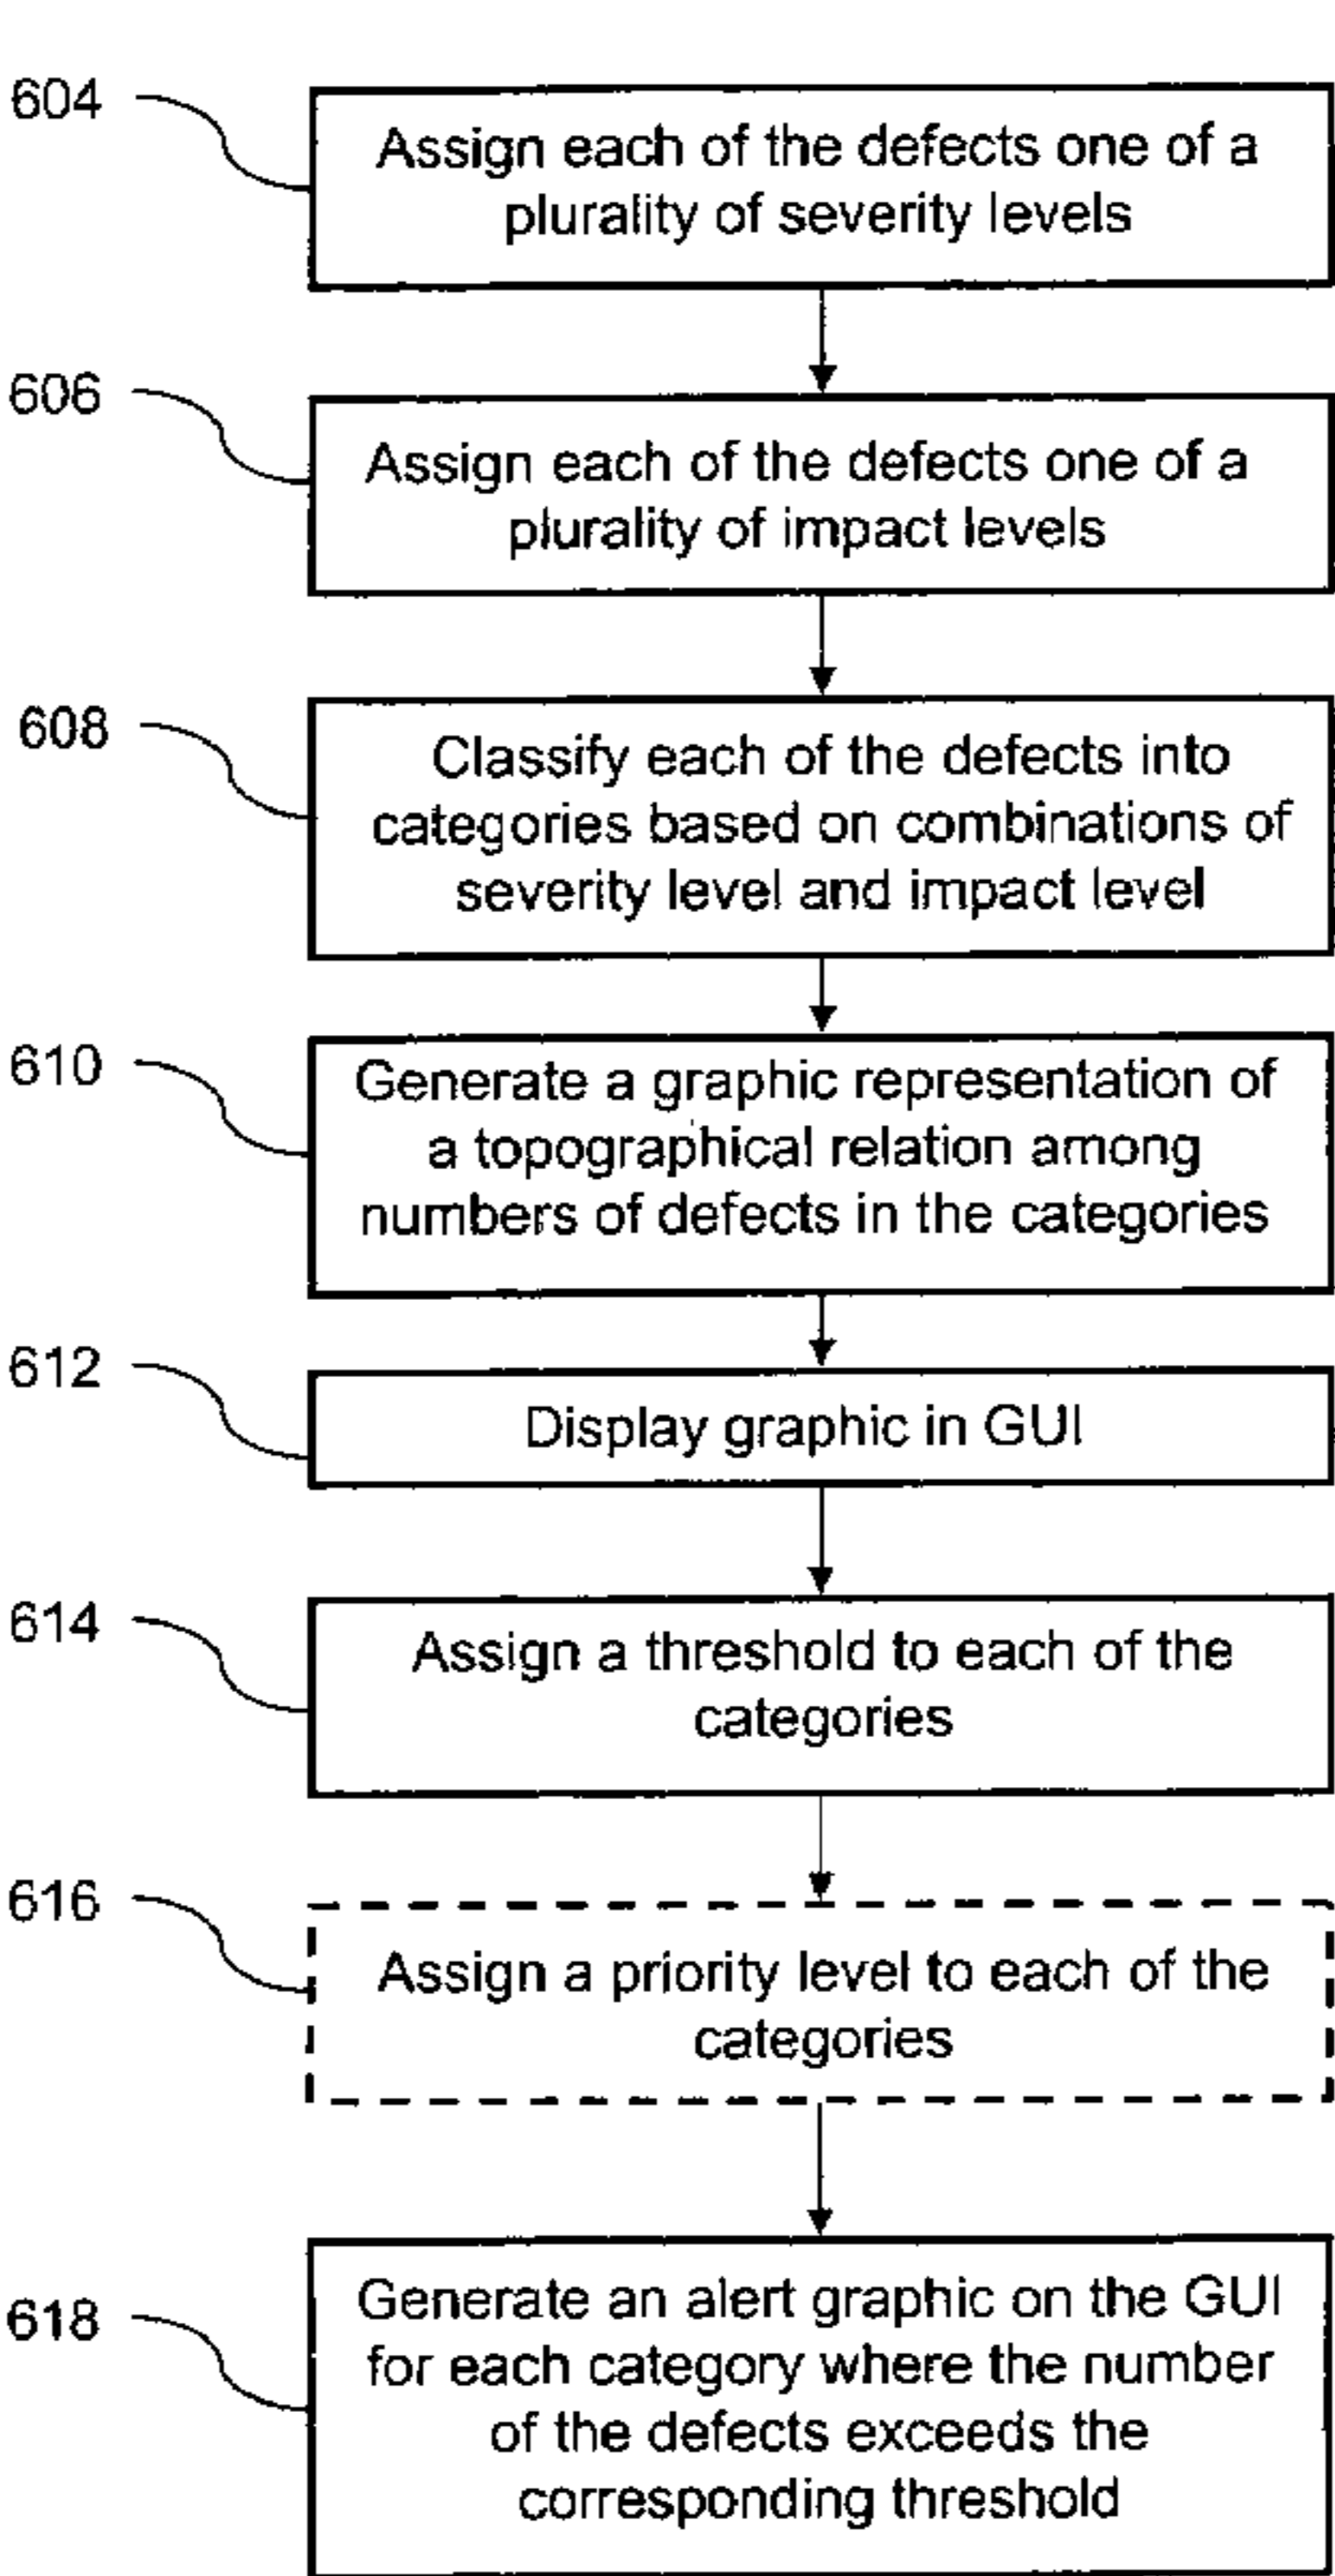 604
Assign each of the defects one of a
plurality of severity levels
606
Assign each of the defects one of a
plurality of impact levels
608
Classify each of the defects into
categories based on combinations of
severity level and impact level
610
Generate a graphic representation of
a topographical relation among
numbers of defects in the categories
612
Display graphic in GUI
614
Assign a threshold to each of the
categories
616
Assign a priority level to each of the
categories
618
Generate an alert graphic on the GUI
for each category where the number
of the defects exceeds the
corresponding threshold